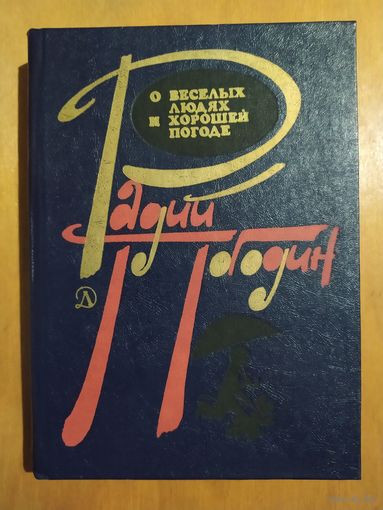 О ВЕСЕЛЫХ
ЛЮДЯХ
И ХОРОШЕЙ
ПОГОДЕ
Радий
Погодин
Д